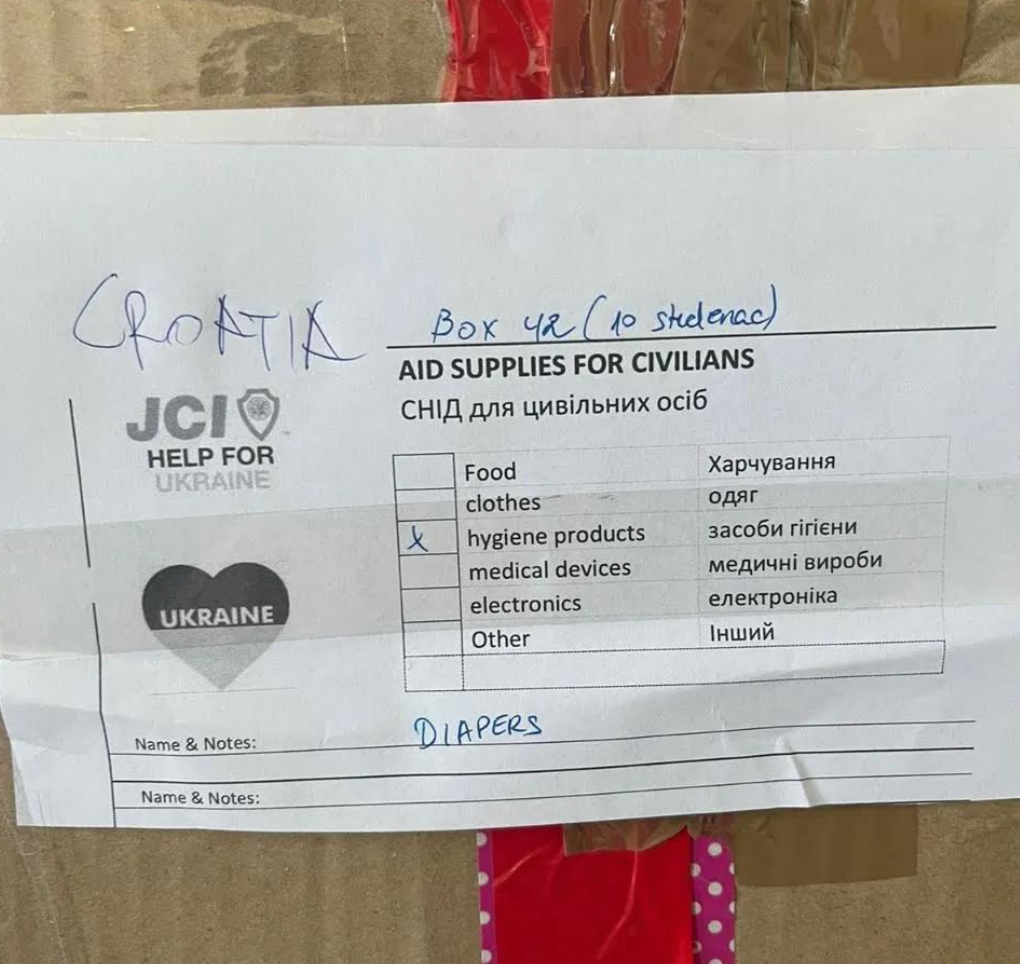 CROATIA
Box 42 (10 studenac)
AID SUPPLIES FOR CIVILIANS
СНІД для цивільних осіб
JCI
HELP FOR
UKRAINE
UKRAINE
Food Харчування
clothes одяг
x hygiene products засоби гігієни
medical devices медичні вироби
electronics електроніка
Other Інший
Name & Notes: DIAPERS
Name & Notes: